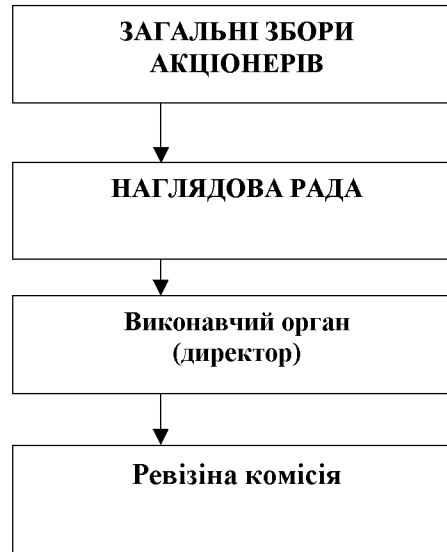 ЗАГАЛЬНІ ЗБОРИ
АКЦІОНЕРІВ
НАГЛЯДОВА РАДА
Виконавчий орган
(директор)
Ревізіна комісія